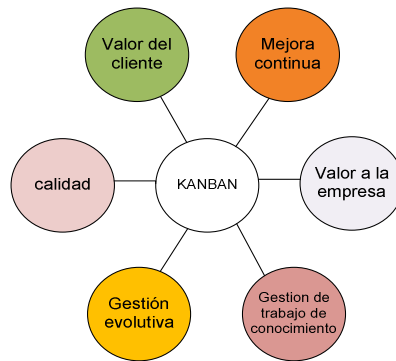 Valor del
cliente
Mejora
continua
calidad
KANBAN
Valor a la
empresa
Gestión
evolutiva
Gestion de
trabajo de
conocimiento